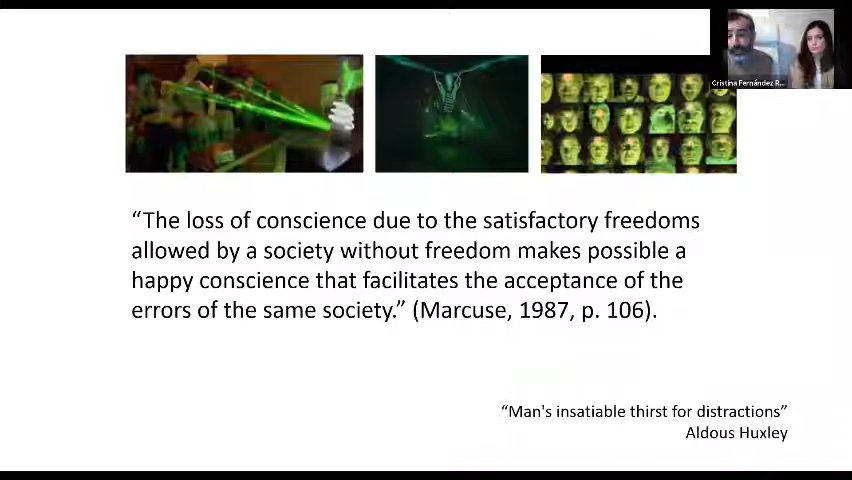 Cristina Fernández R...
“The loss of conscience due to the satisfactory freedoms
allowed by a society without freedom makes possible a
happy conscience that facilitates the acceptance of the
errors of the same society.” (Marcuse, 1987, p. 106).
“Man's insatiable thirst for distractions”
Aldous Huxley